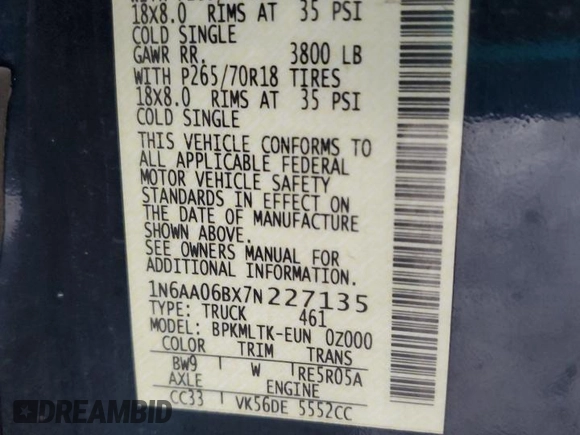 18X8.0 RIMS AT 35 PSI
COLD SINGLE
GAWR RR. 3800 LB
WITH P265/70R18 TIRES
18X8.0 RIMS AT 35 PSI
COLD SINGLE
THIS VEHICLE CONFORMS TO
ALL APPLICABLE FEDERAL
MOTOR VEHICLE SAFETY
STANDARDS IN EFFECT ON
THE DATE OF MANUFACTURE
SHOWN ABOVE.
SEE OWNERS MANUAL FOR
ADDITIONAL INFORMATION.
1N6AA06BX7N227135
TYPE: TRUCK 461
MODEL: BPKMLTK-EUN 0Z000
COLOR TRIM TRANS
BW9 W RE5R05A
AXLE ENGINE
CC33 VK56DE 5552CC
DREAMBID